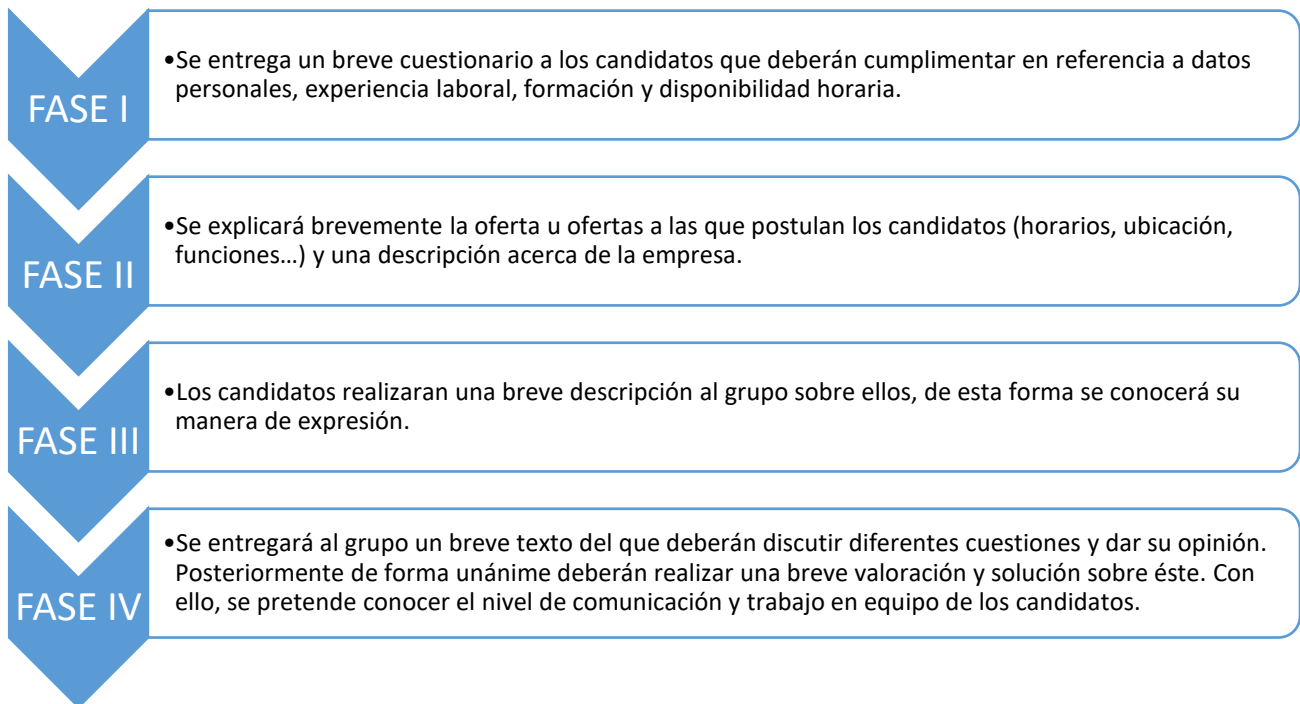 FASE I
•Se entrega un breve cuestionario a los candidatos que deberán cumplimentar en referencia a datos
personales, experiencia laboral, formación y disponibilidad horaria.
FASE II
•Se explicará brevemente la oferta u ofertas a las que postulan los candidatos (horarios, ubicación,
funciones…) y una descripción acerca de la empresa.
FASE III
•Los candidatos realizaran una breve descripción al grupo sobre ellos, de esta forma se conocerá su
manera de expresión.
FASE IV
•Se entregará al grupo un breve texto del que deberán discutir diferentes cuestiones y dar su opinión.
Posteriormente de forma unánime deberán realizar una breve valoración y solución sobre éste. Con
ello, se pretende conocer el nivel de comunicación y trabajo en equipo de los candidatos.